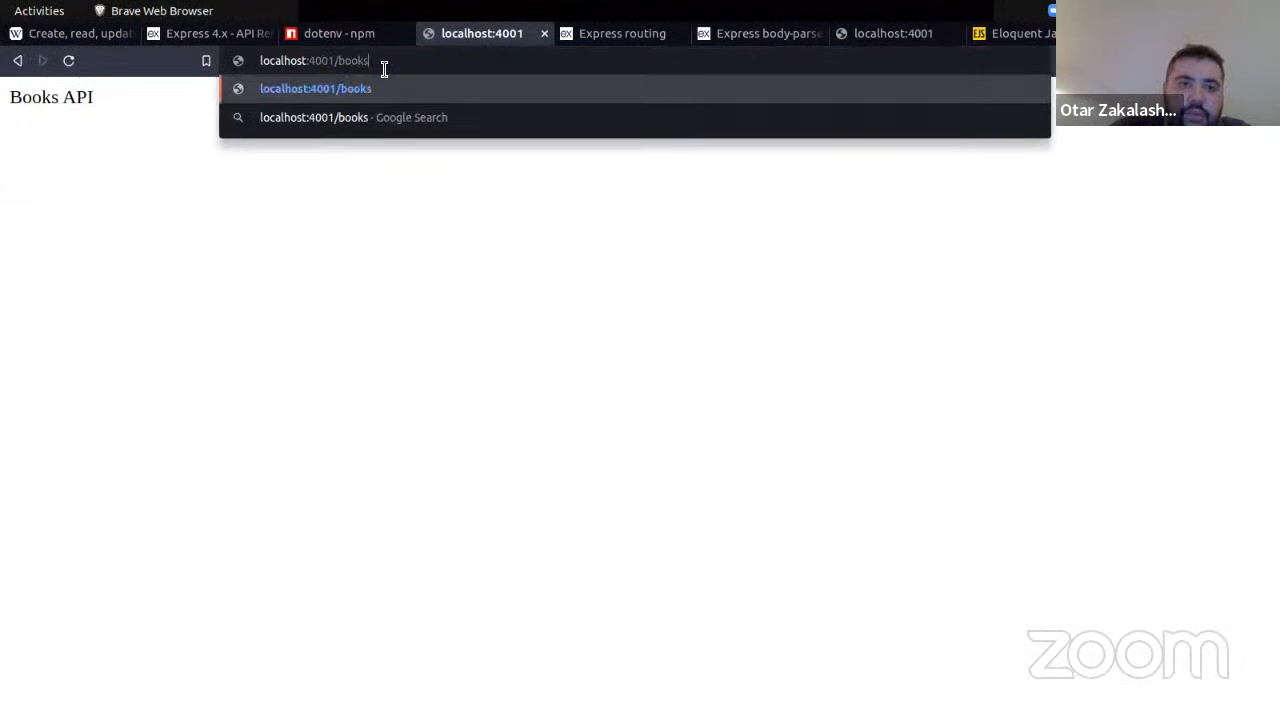 Activities
Brave Web Browser
Create, read, updat
Express 4.x - API Re
dotenv - npm
localhost:4001
Express routing
Express body-parse
localhost:4001
EJS
Eloquent Ja
localhost:4001/books
localhost:4001/books
localhost:4001/books - Google Search
Books API
Otar Zakalash...
zoom